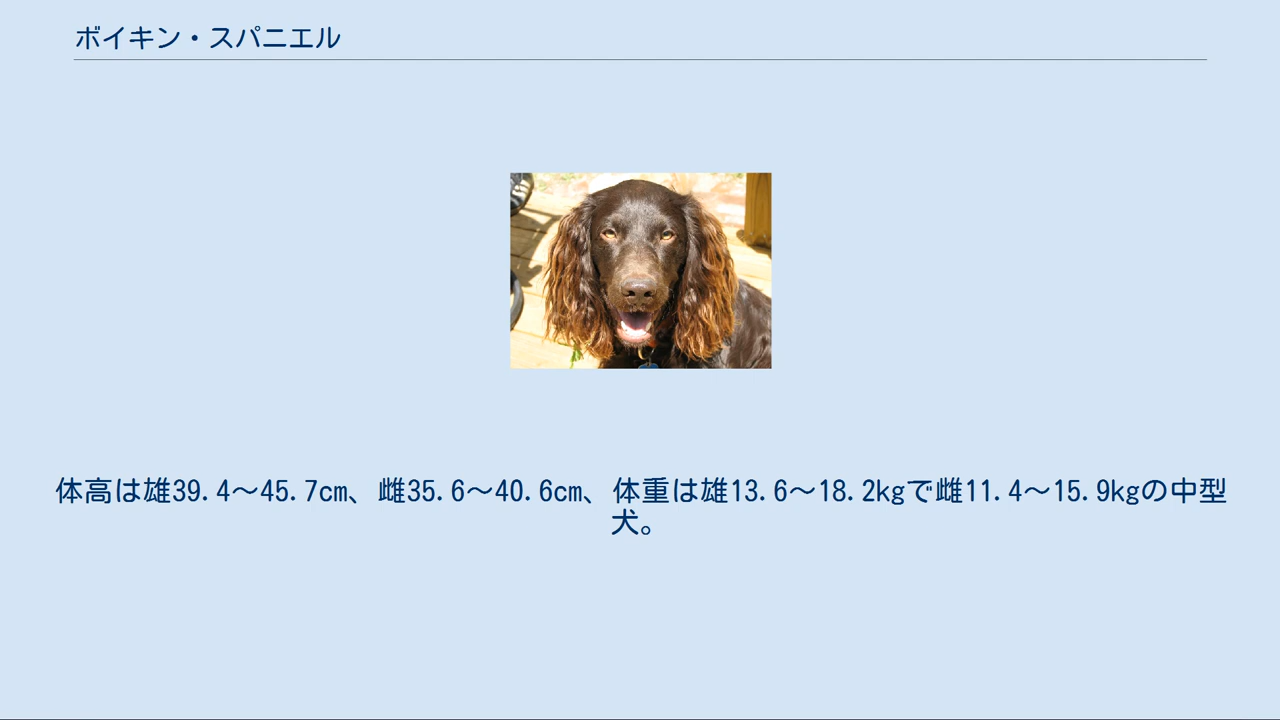 ボイキン・スパニエル
体高は雄39.4〜45.7cm、雌35.6〜40.6cm、体重は雄13.6〜18.2kgで雌11.4〜15.9kgの中型
犬。